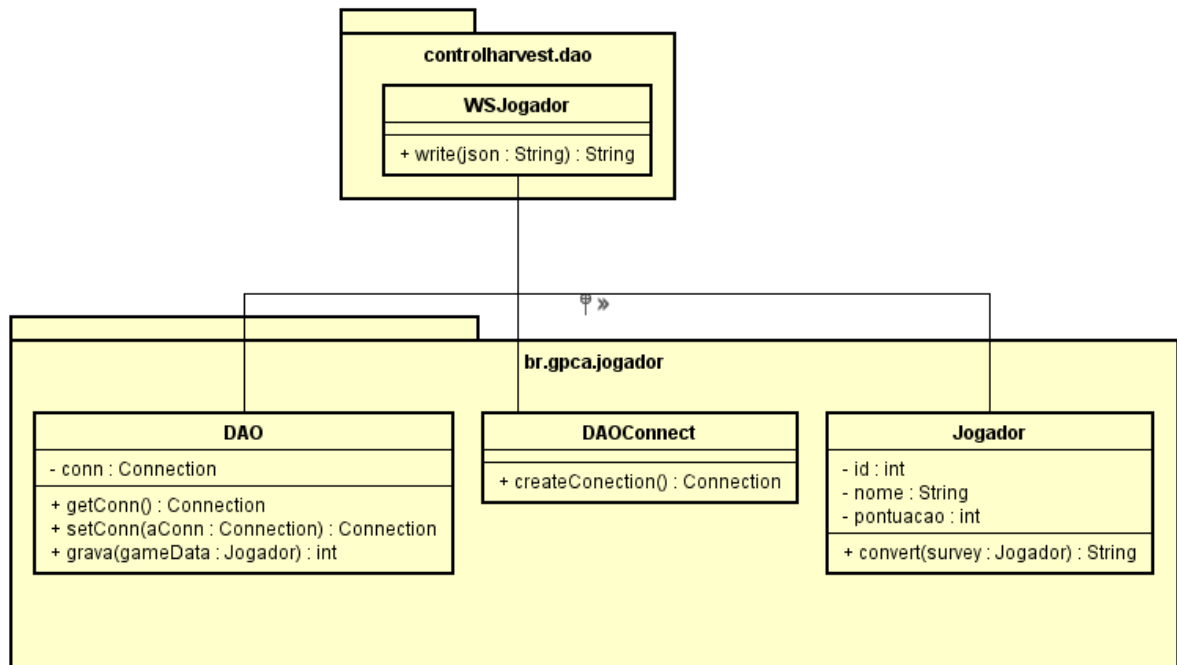 controlharvest.dao
WSJogador
+ write(json : String) : String
br.gpca.jogador
DAO
- conn : Connection
+ getConn() : Connection
+ setConn(aConn : Connection) : Connection
+ grava(gameData : Jogador) : int
DAOConnect
+ createConection() : Connection
Jogador
- id : int
- nome : String
- pontuacao : int
+ convert(survey : Jogador) : String